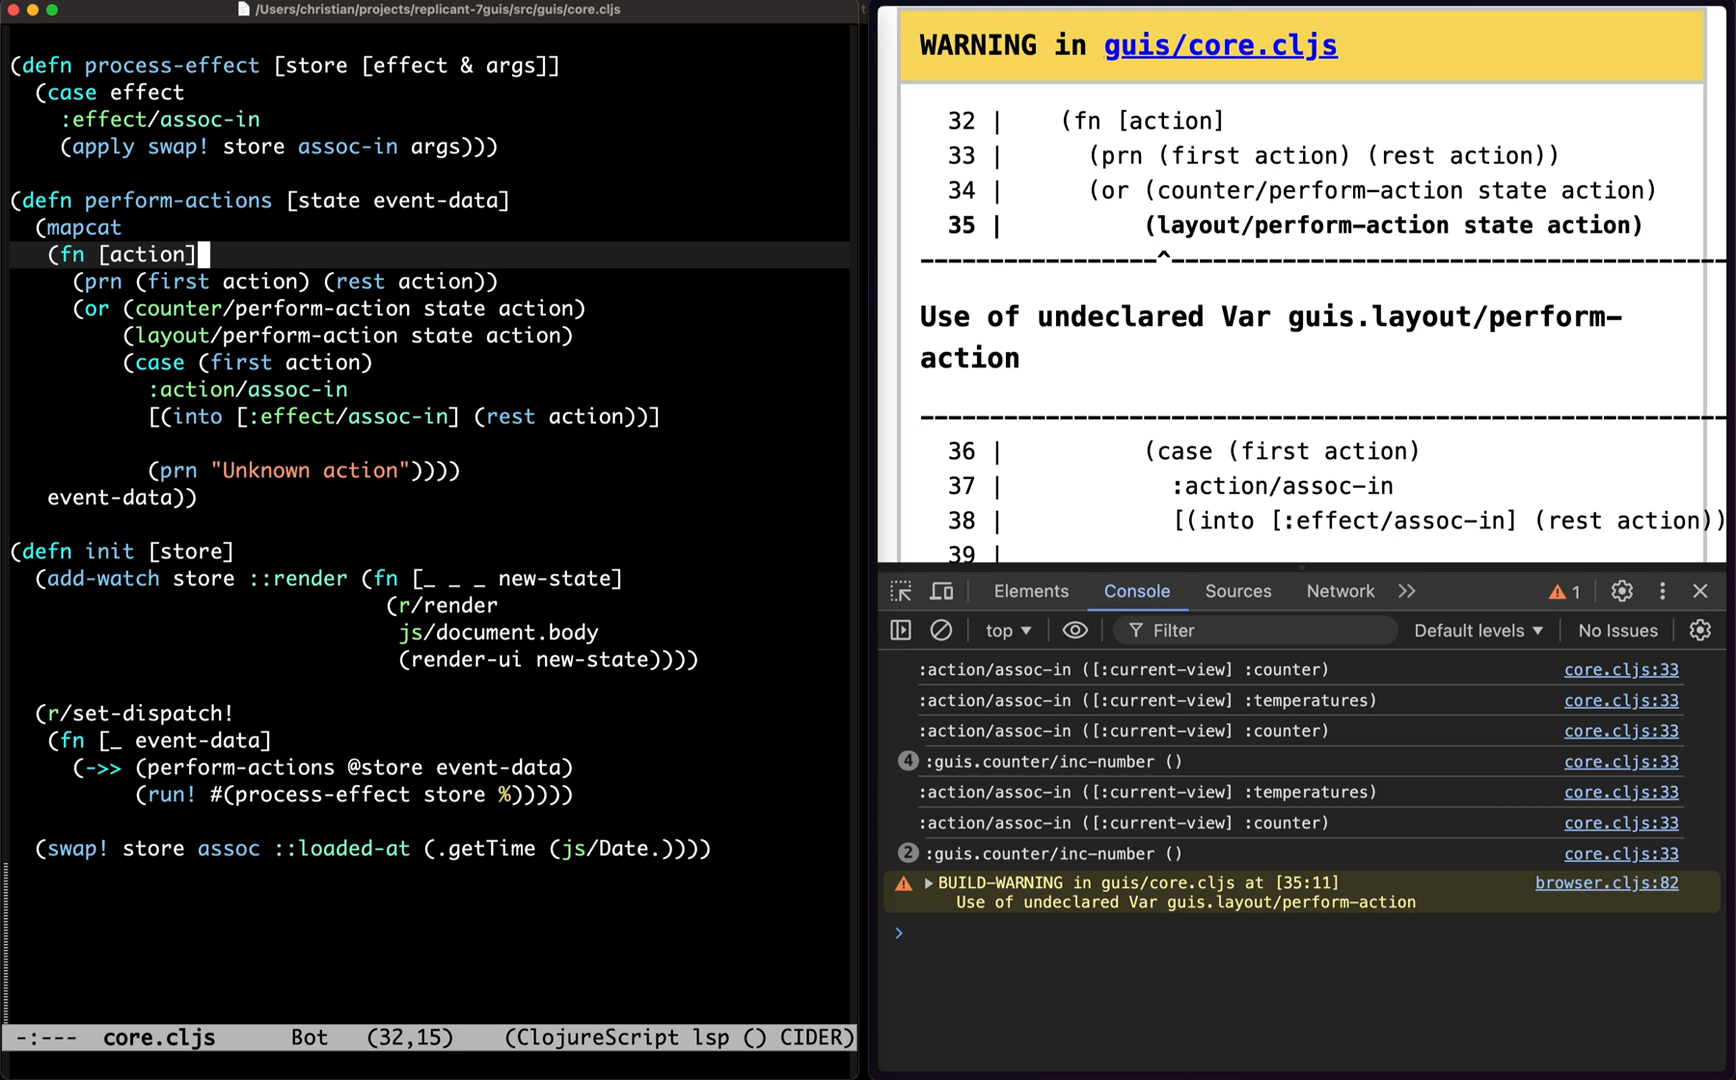 /Users/christian/projects/replicant-7guis/src/guis/core.cljs
(defn process-effect [store [effect & args]]
  (case effect
    :effect/assoc-in
    (apply swap! store assoc-in args)))
(defn perform-actions [state event-data]
  (mapcat
   (fn [action]
     (prn (first action) (rest action))
     (or (counter/perform-action state action)
         (layout/perform-action state action)
         (case (first action)
           :action/assoc-in
           [(into [:effect/assoc-in] (rest action))]
           (prn "Unknown action"))))
   event-data))
(defn init [store]
  (add-watch store ::render (fn [_ _ _ new-state]
                              (r/render
                               js/document.body
                               (render-ui new-state))))
  (r/set-dispatch!
   (fn [_ event-data]
     (->> (perform-actions @store event-data)
          (run! #(process-effect store %)))))
  (swap! store assoc ::loaded-at (.getTime (js/Date.))))
-:---  core.cljs      Bot   (32,15)    (ClojureScript lsp () CIDER)
WARNING in guis/core.cljs
32 |    (fn [action]
33 |      (prn (first action) (rest action))
34 |      (or (counter/perform-action state action)
35 |          (layout/perform-action state action)
-----------------^-----------------------------------------
Use of undeclared Var guis.layout/perform-
action
-----------------------------------------------------------
36 |          (case (first action)
37 |            :action/assoc-in
38 |            [(into [:effect/assoc-in] (rest action))
39 |
Elements Console Sources Network >> 1
top Filter Default levels No Issues
:action/assoc-in ([:current-view] :counter) core.cljs:33
:action/assoc-in ([:current-view] :temperatures) core.cljs:33
:action/assoc-in ([:current-view] :counter) core.cljs:33
4 :guis.counter/inc-number () core.cljs:33
:action/assoc-in ([:current-view] :temperatures) core.cljs:33
:action/assoc-in ([:current-view] :counter) core.cljs:33
2 :guis.counter/inc-number () core.cljs:33
BUILD-WARNING in guis/core.cljs at [35:11] browser.cljs:82
Use of undeclared Var guis.layout/perform-action
>